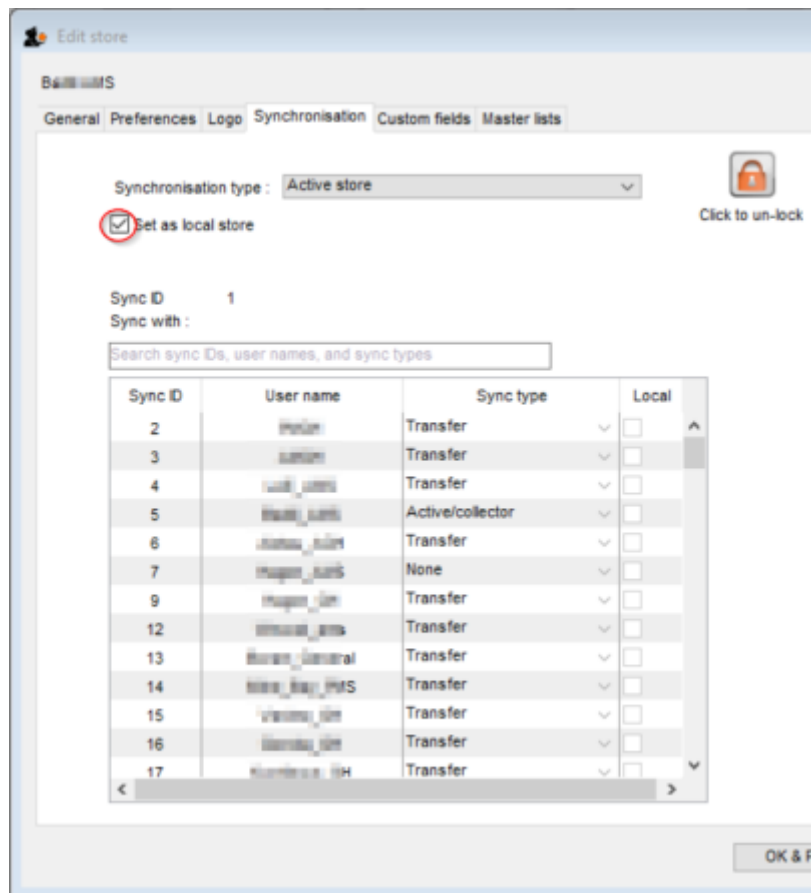 Edit store
General Preferences Logo Synchronisation Custom fields Master lists
Synchronisation type : Active store
Click to un-lock
Set as local store
Sync ID 1
Sync with :
Search sync IDs, user names, and sync types
Sync ID User name Sync type Local
2 Transfer
3 Transfer
4 Transfer
5 Active/collector
6 Transfer
7 None
9 Transfer
12 Transfer
13 Transfer
14 Transfer
15 Transfer
16 Transfer
17 Transfer
OK &